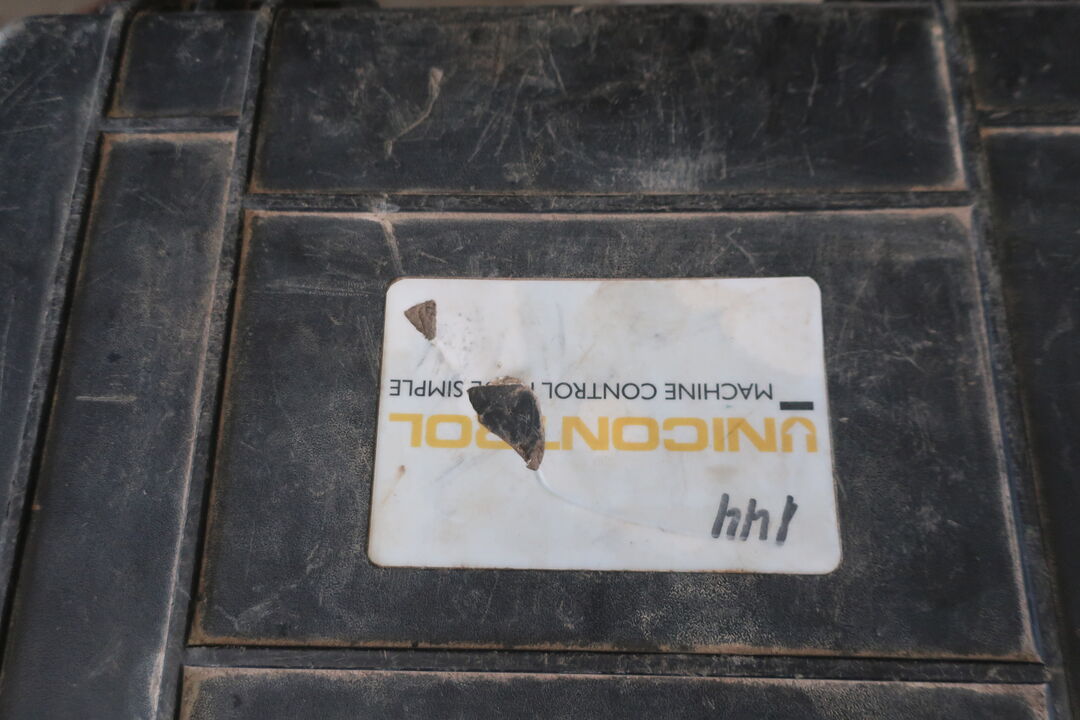 144
UNICONTROL
MACHINE CONTROL SIMPLE